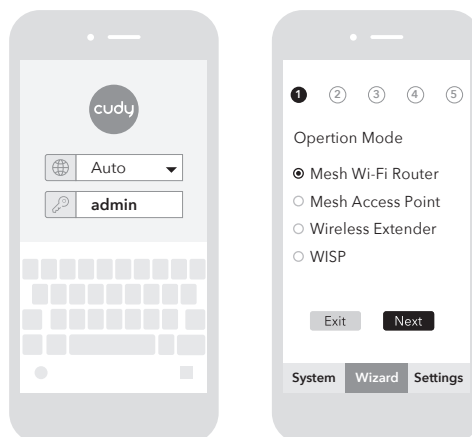 cudy
Auto
admin
1 2 3 4 5
Opertion Mode
Mesh Wi-Fi Router
Mesh Access Point
Wireless Extender
WISP
Exit Next
System Wizard Settings